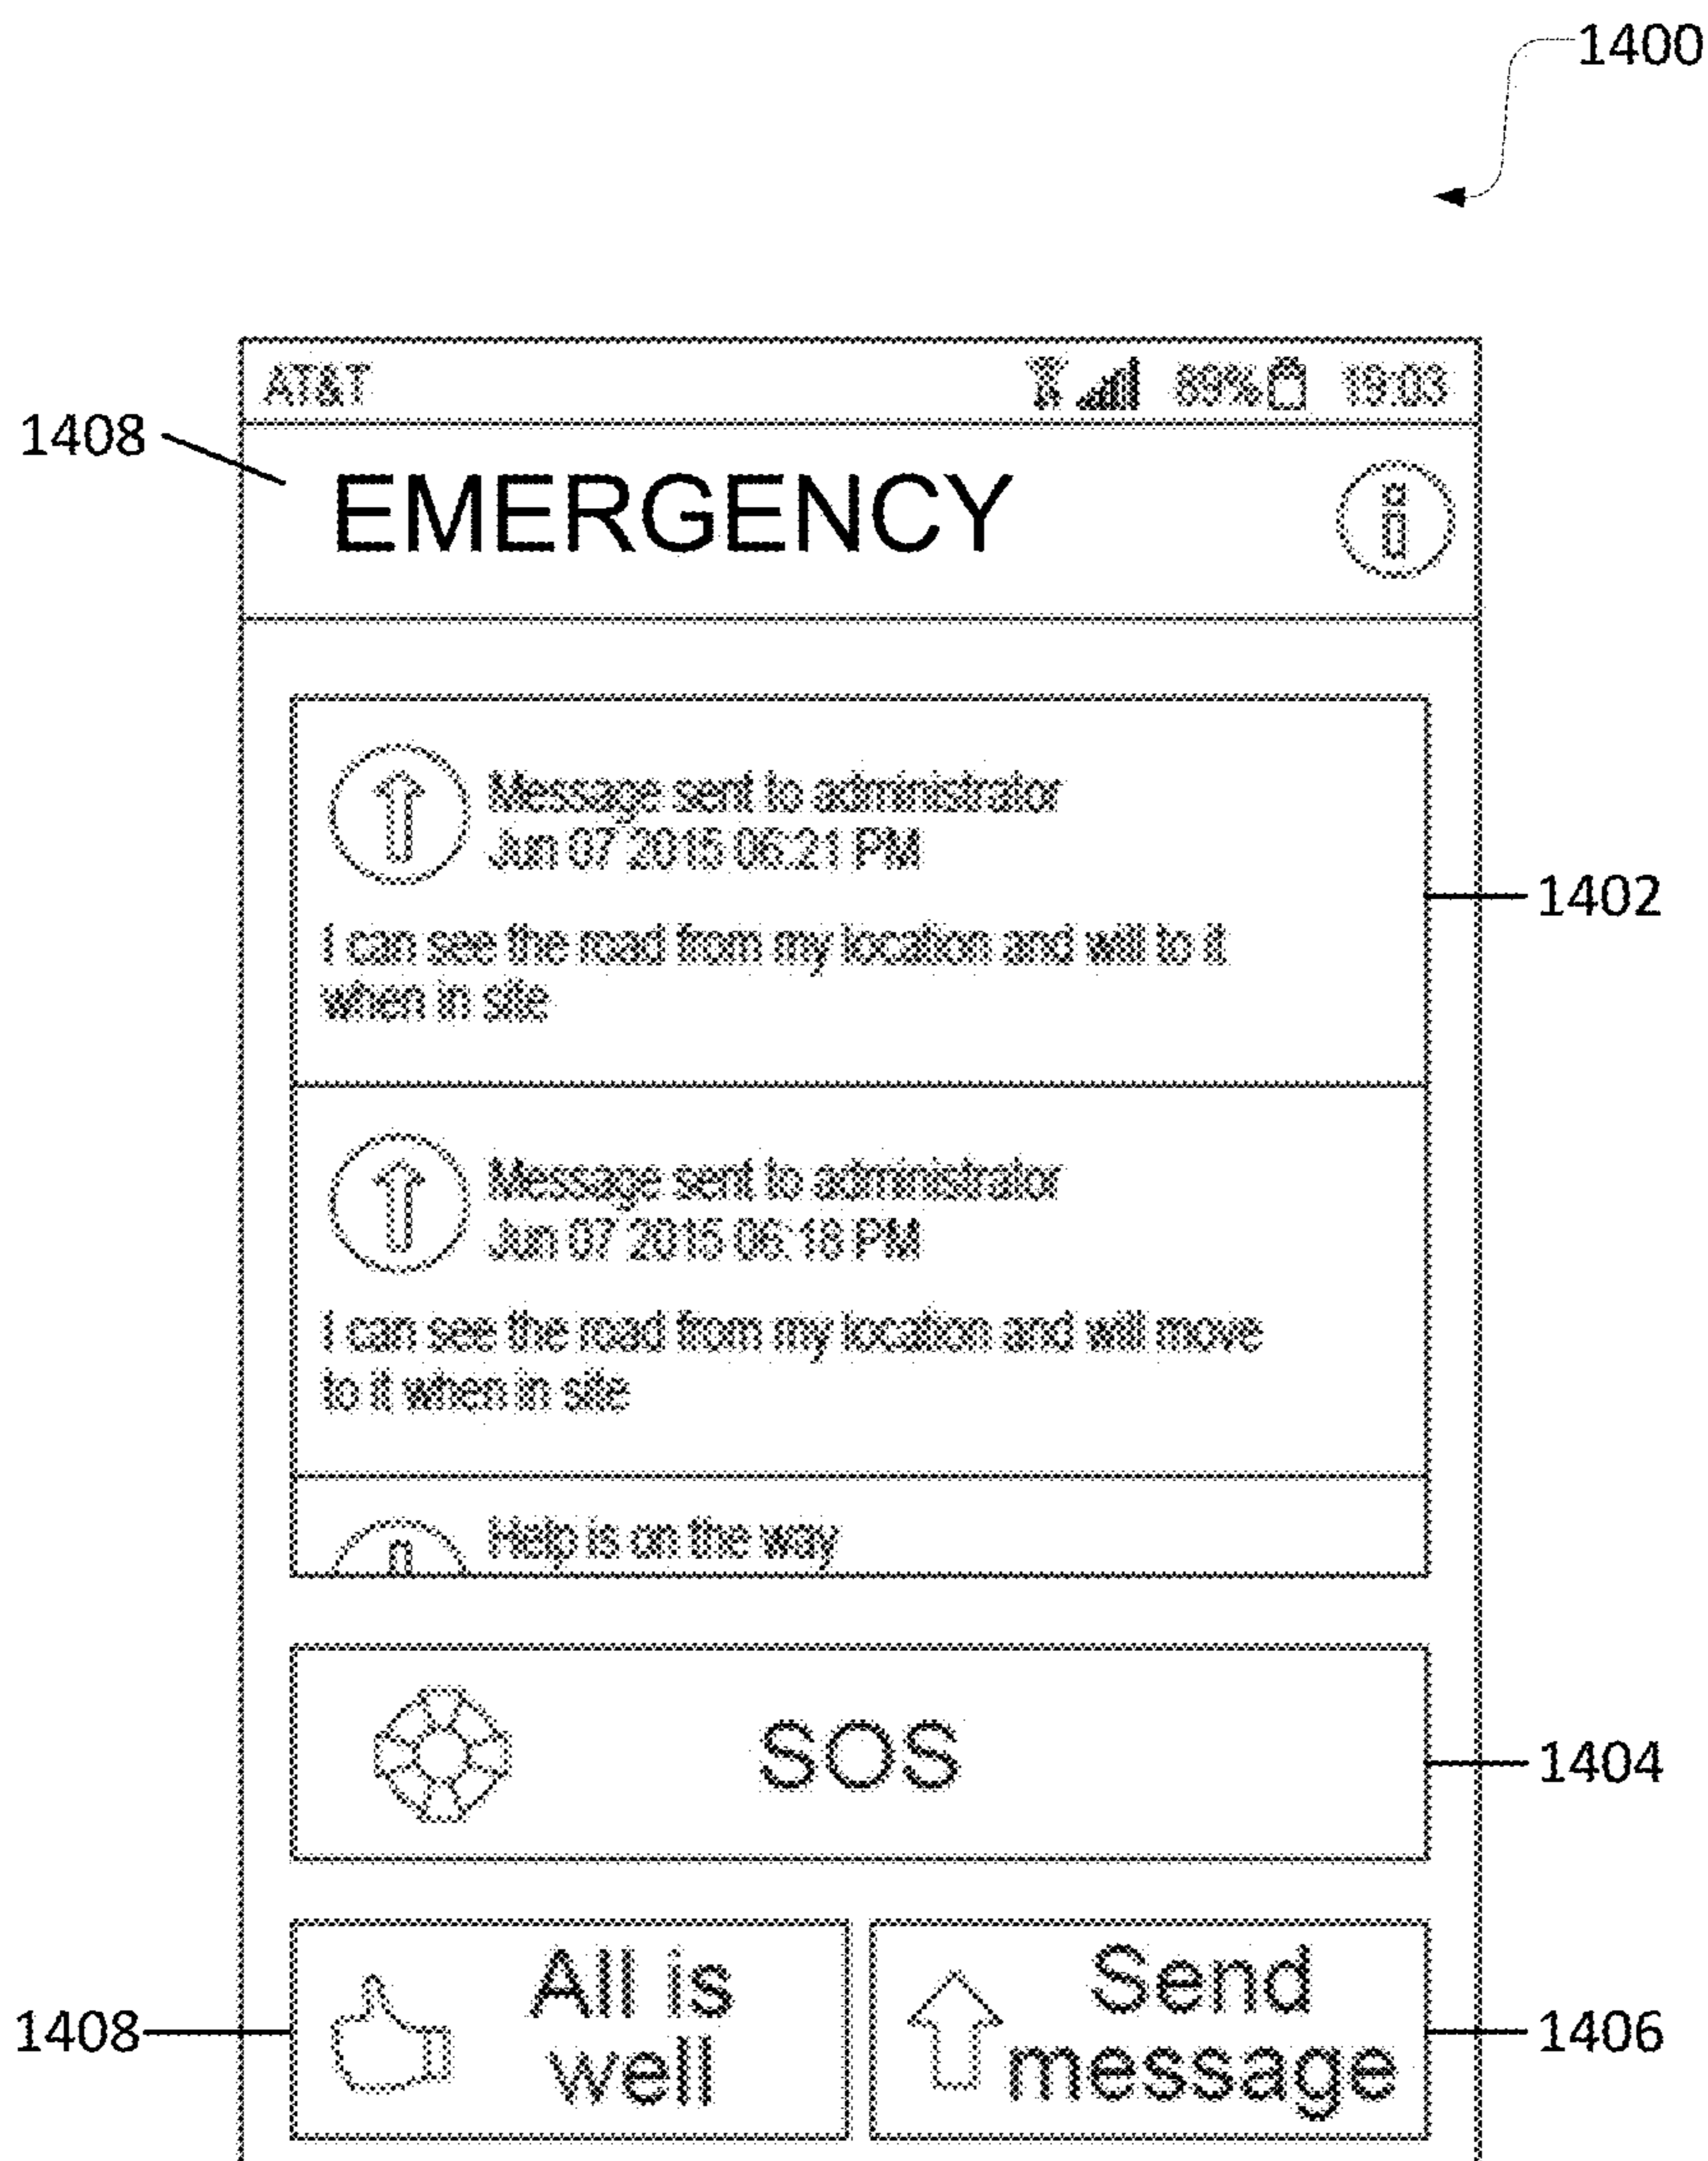 1400
AT&T 89% 19:03
1408
EMERGENCY i
Message sent to administrator
Jun 07 2015 06:21 PM
1402
I can see the road from my location and will to it
when in site
Message sent to administrator
Jun 07 2015 06:18 PM
I can see the road from my location and will move
to it when in site
Help is on the way
SOS
1404
All is
well
1408
Send
message
1406